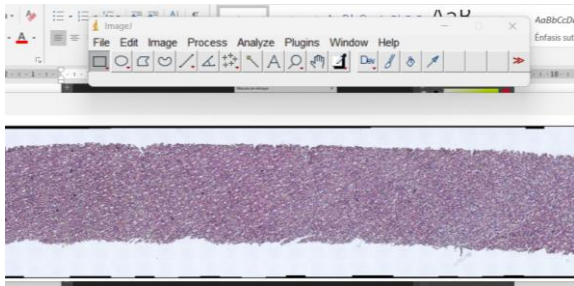 AaBbCcDc
ImageJ
Énfasis sut
File Edit Image Process Analyze Plugins Window Help
A
Dev